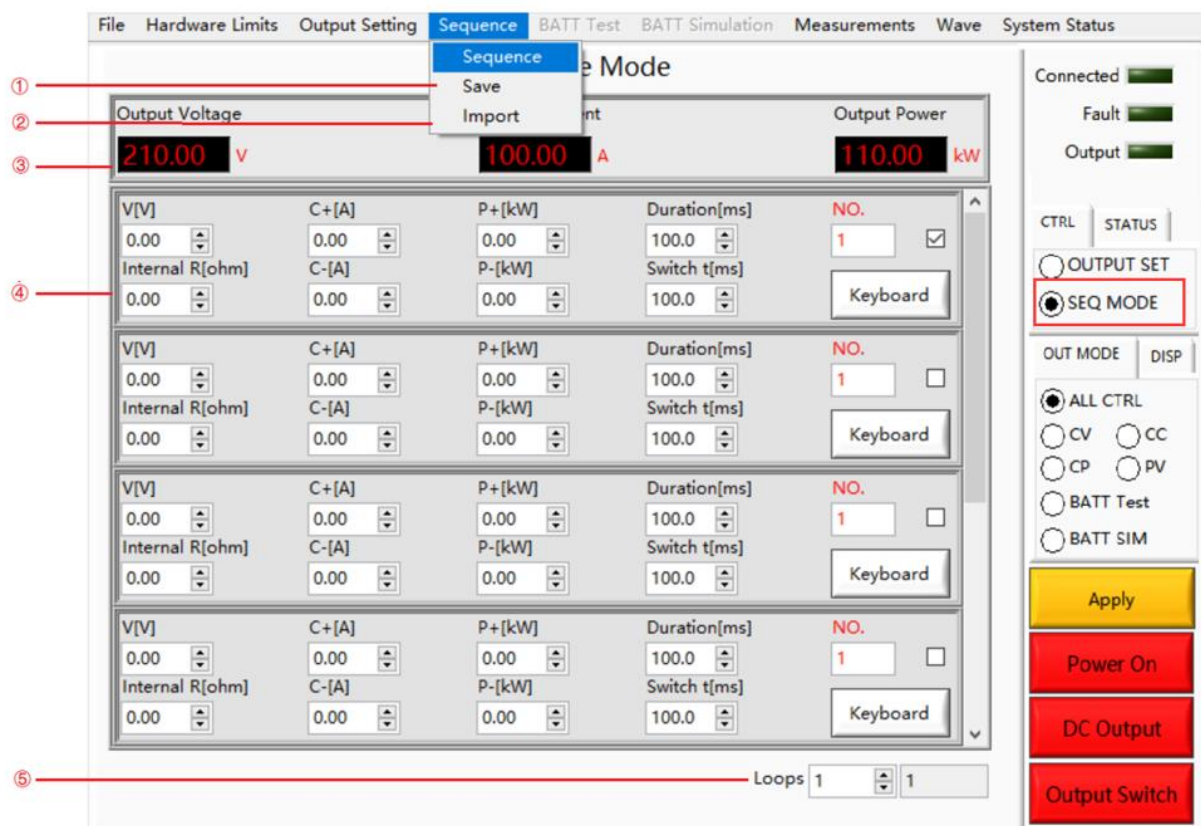 File Hardware Limits Output Setting Sequence BATT Test BATT Simulation Measurements Wave System Status
Sequence
Save
Import
e Mode
①
②
③
④
⑤
Output Voltage nt Output Power
210.00 V 100.00 A 110.00 kW
V[V] C+[A] P+[kW] Duration[ms] NO.
0.00 0.00 0.00 100.0 1
Internal R[ohm] C-[A] P-[kW] Switch t[ms]
0.00 0.00 0.00 100.0 Keyboard
V[V] C+[A] P+[kW] Duration[ms] NO.
0.00 0.00 0.00 100.0 1
Internal R[ohm] C-[A] P-[kW] Switch t[ms]
0.00 0.00 0.00 100.0 Keyboard
V[V] C+[A] P+[kW] Duration[ms] NO.
0.00 0.00 0.00 100.0 1
Internal R[ohm] C-[A] P-[kW] Switch t[ms]
0.00 0.00 0.00 100.0 Keyboard
V[V] C+[A] P+[kW] Duration[ms] NO.
0.00 0.00 0.00 100.0 1
Internal R[ohm] C-[A] P-[kW] Switch t[ms]
0.00 0.00 0.00 100.0 Keyboard
Loops 1 1
Connected
Fault
Output
CTRL STATUS
OUTPUT SET
SEQ MODE
OUT MODE DISP
ALL CTRL
CV CC
CP PV
BATT Test
BATT SIM
Apply
Power On
DC Output
Output Switch